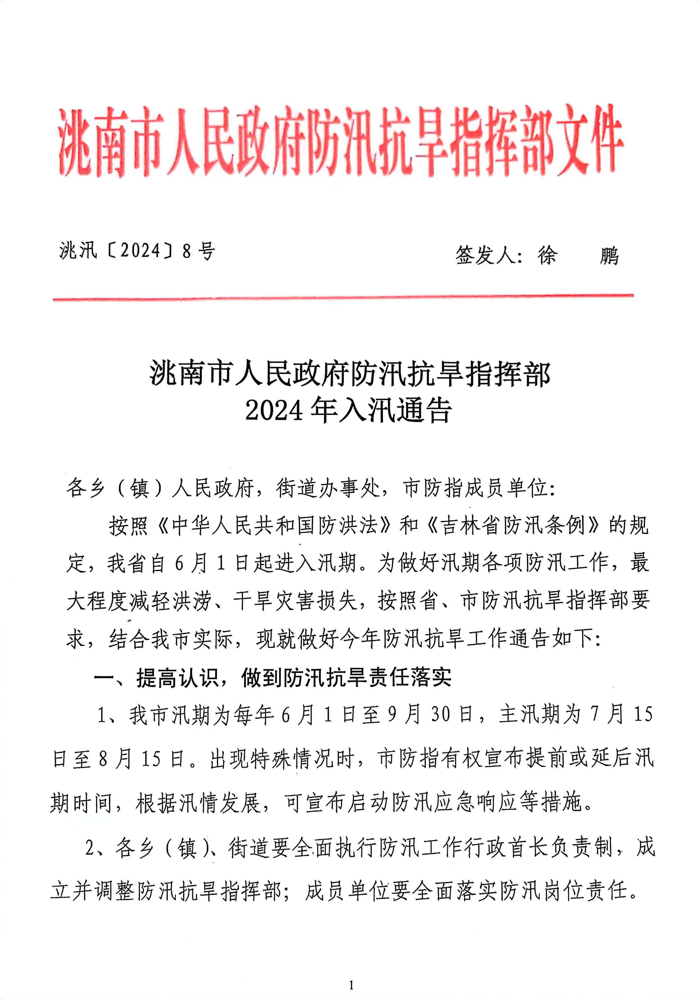 洮南市人民政府防汛抗旱指挥部文件
洮汛〔2024〕8号
签发人：徐 鹏
洮南市人民政府防汛抗旱指挥部
2024年入汛通告
各乡（镇）人民政府，街道办事处，市防指成员单位：
按照《中华人民共和国防洪法》和《吉林省防汛条例》的规
定，我省自6月1日起进入汛期。为做好汛期各项防汛工作，最
大程度减轻洪涝、干旱灾害损失，按照省、市防汛抗旱指挥部要
求，结合我市实际，现就做好今年防汛抗旱工作通告如下：
一、提高认识，做到防汛抗旱责任落实
1、我市汛期为每年6月1日至9月30日，主汛期为7月15
日至8月15日。出现特殊情况时，市防指有权宣布提前或延后汛
期时间，根据汛情发展，可宣布启动防汛应急响应等措施。
2、各乡（镇）、街道要全面执行防汛工作行政首长负责制，成
立并调整防汛抗旱指挥部；成员单位要全面落实防汛岗位责任。
1